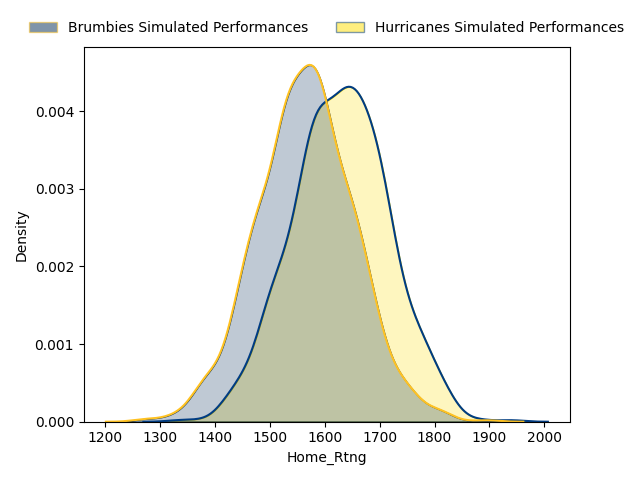 Brumbies Simulated Performances Hurricanes Simulated Performances
0.004
0.003
0.002
0.001
0.000
Density
1200 1300 1400 1500 1600 1700 1800 1900 2000
Home_Rtng